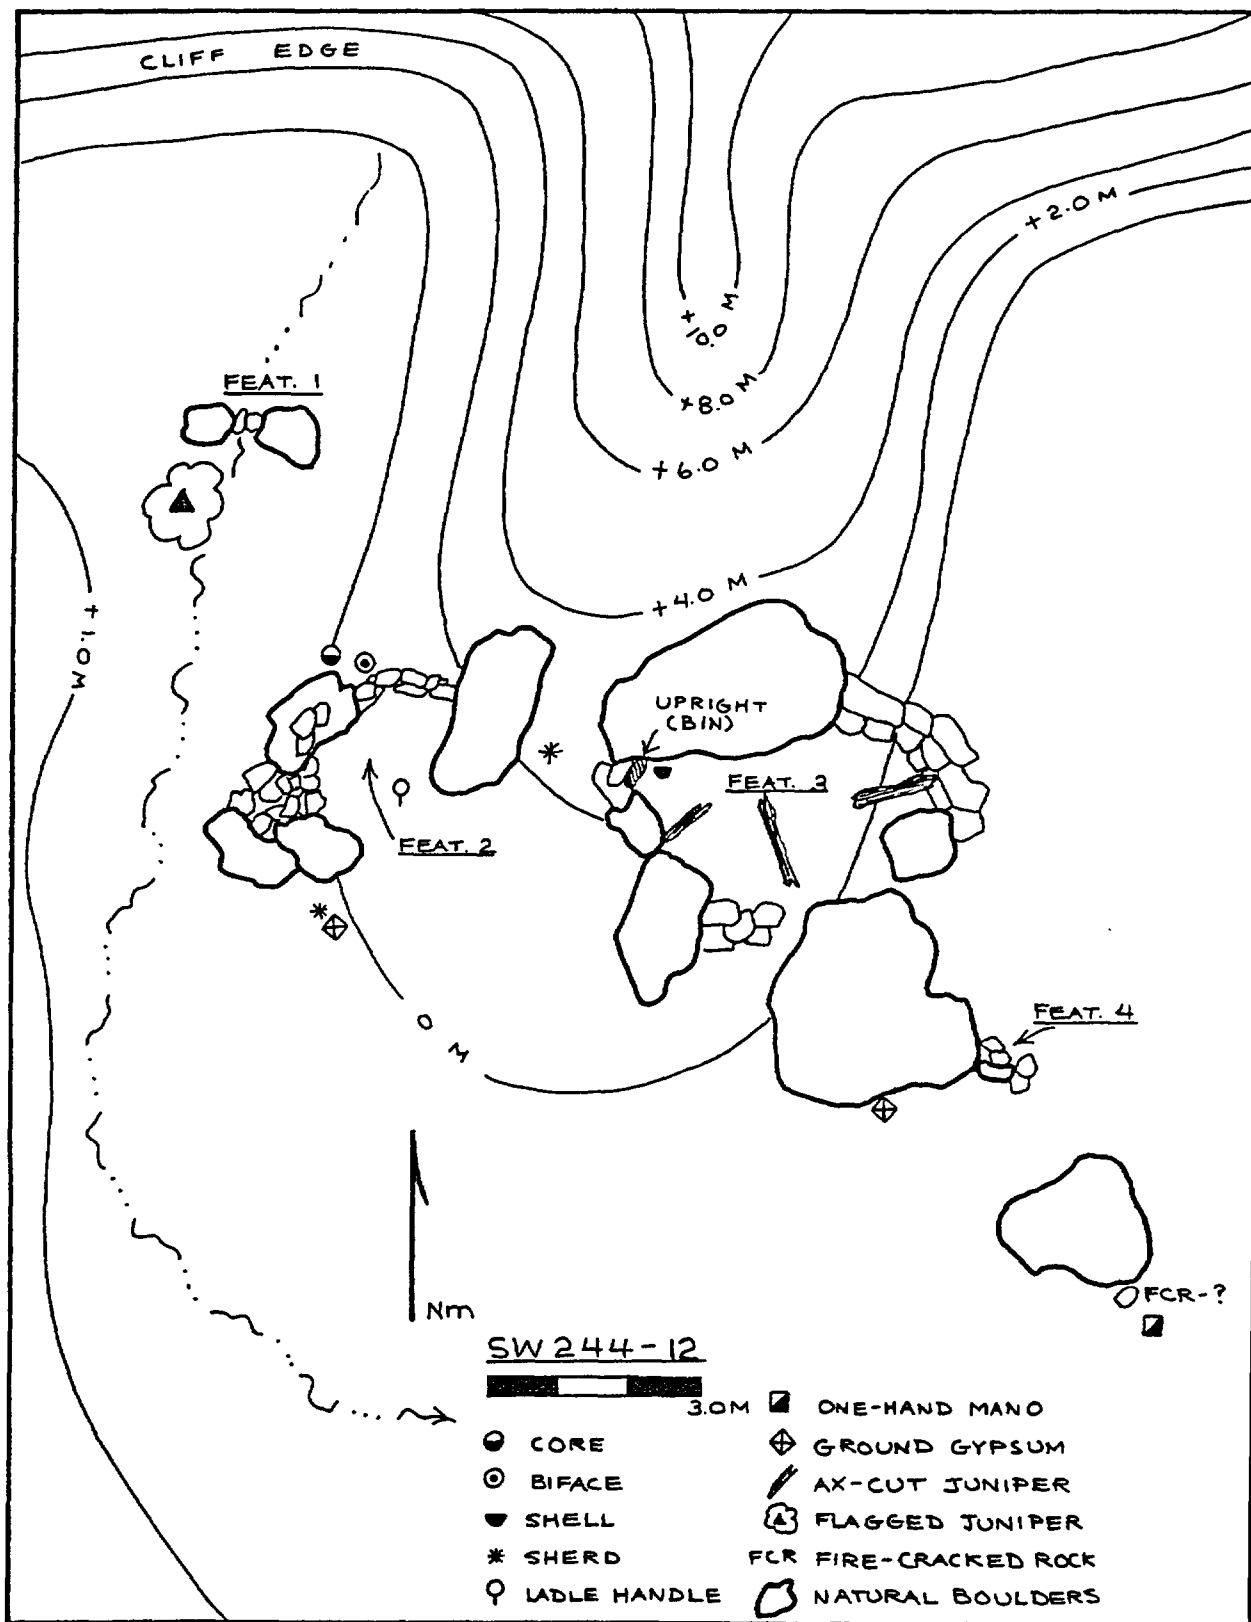 CLIFF EDGE
+2.0 M
+10.0 M
+8.0 M
+6.0 M
+4.0 M
FEAT. 1
+1.0 M
UPRIGHT
(BIN)
FEAT. 3
FEAT. 2
0 M
FEAT. 4
FCR-?
Nm
SW 244-12
3.0M
CORE
BIFACE
SHELL
SHERD
LADLE HANDLE
ONE-HAND MANO
GROUND GYPSUM
AX-CUT JUNIPER
FLAGGED JUNIPER
FCR FIRE-CRACKED ROCK
NATURAL BOULDERS